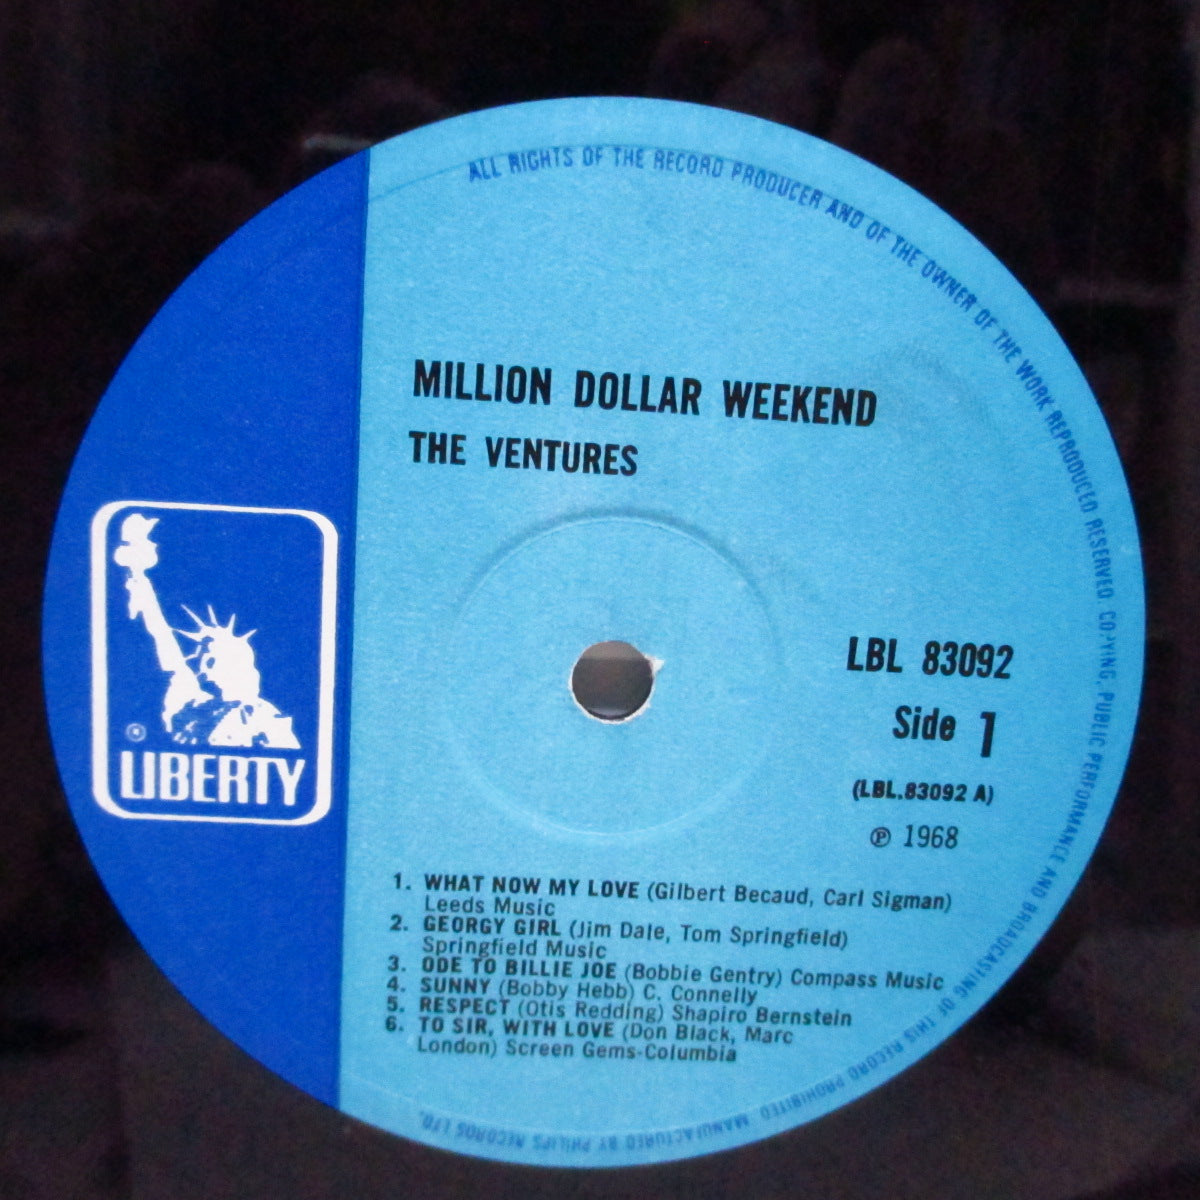 ALL RIGHTS OF THE RECORD PRODUCER AND OF THE OWNER OF THE WORK REPRODUCED RESERVED. COPYING, PUBLIC PERFORMANCE AND BROADCASTING OF THIS RECORD PROHIBITED. MANUFACTURED BY PHILIPS RECORDS LTD.
MILLION DOLLAR WEEKEND
THE VENTURES
® LIBERTY
LBL 83092
Side 1
(LBL.83092 A)
℗ 1968
1. WHAT NOW MY LOVE (Gilbert Becaud, Carl Sigman)
Leeds Music
2. GEORGY GIRL (Jim Dale, Tom Springfield)
Springfield Music
3. ODE TO BILLIE JOE (Bobbie Gentry) Compass Music
4. SUNNY (Bobby Hebb) C. Connelly
5. RESPECT (Otis Redding) Shapiro Bernstein
6. TO SIR, WITH LOVE (Don Black, Marc
London) Screen Gems-Columbia